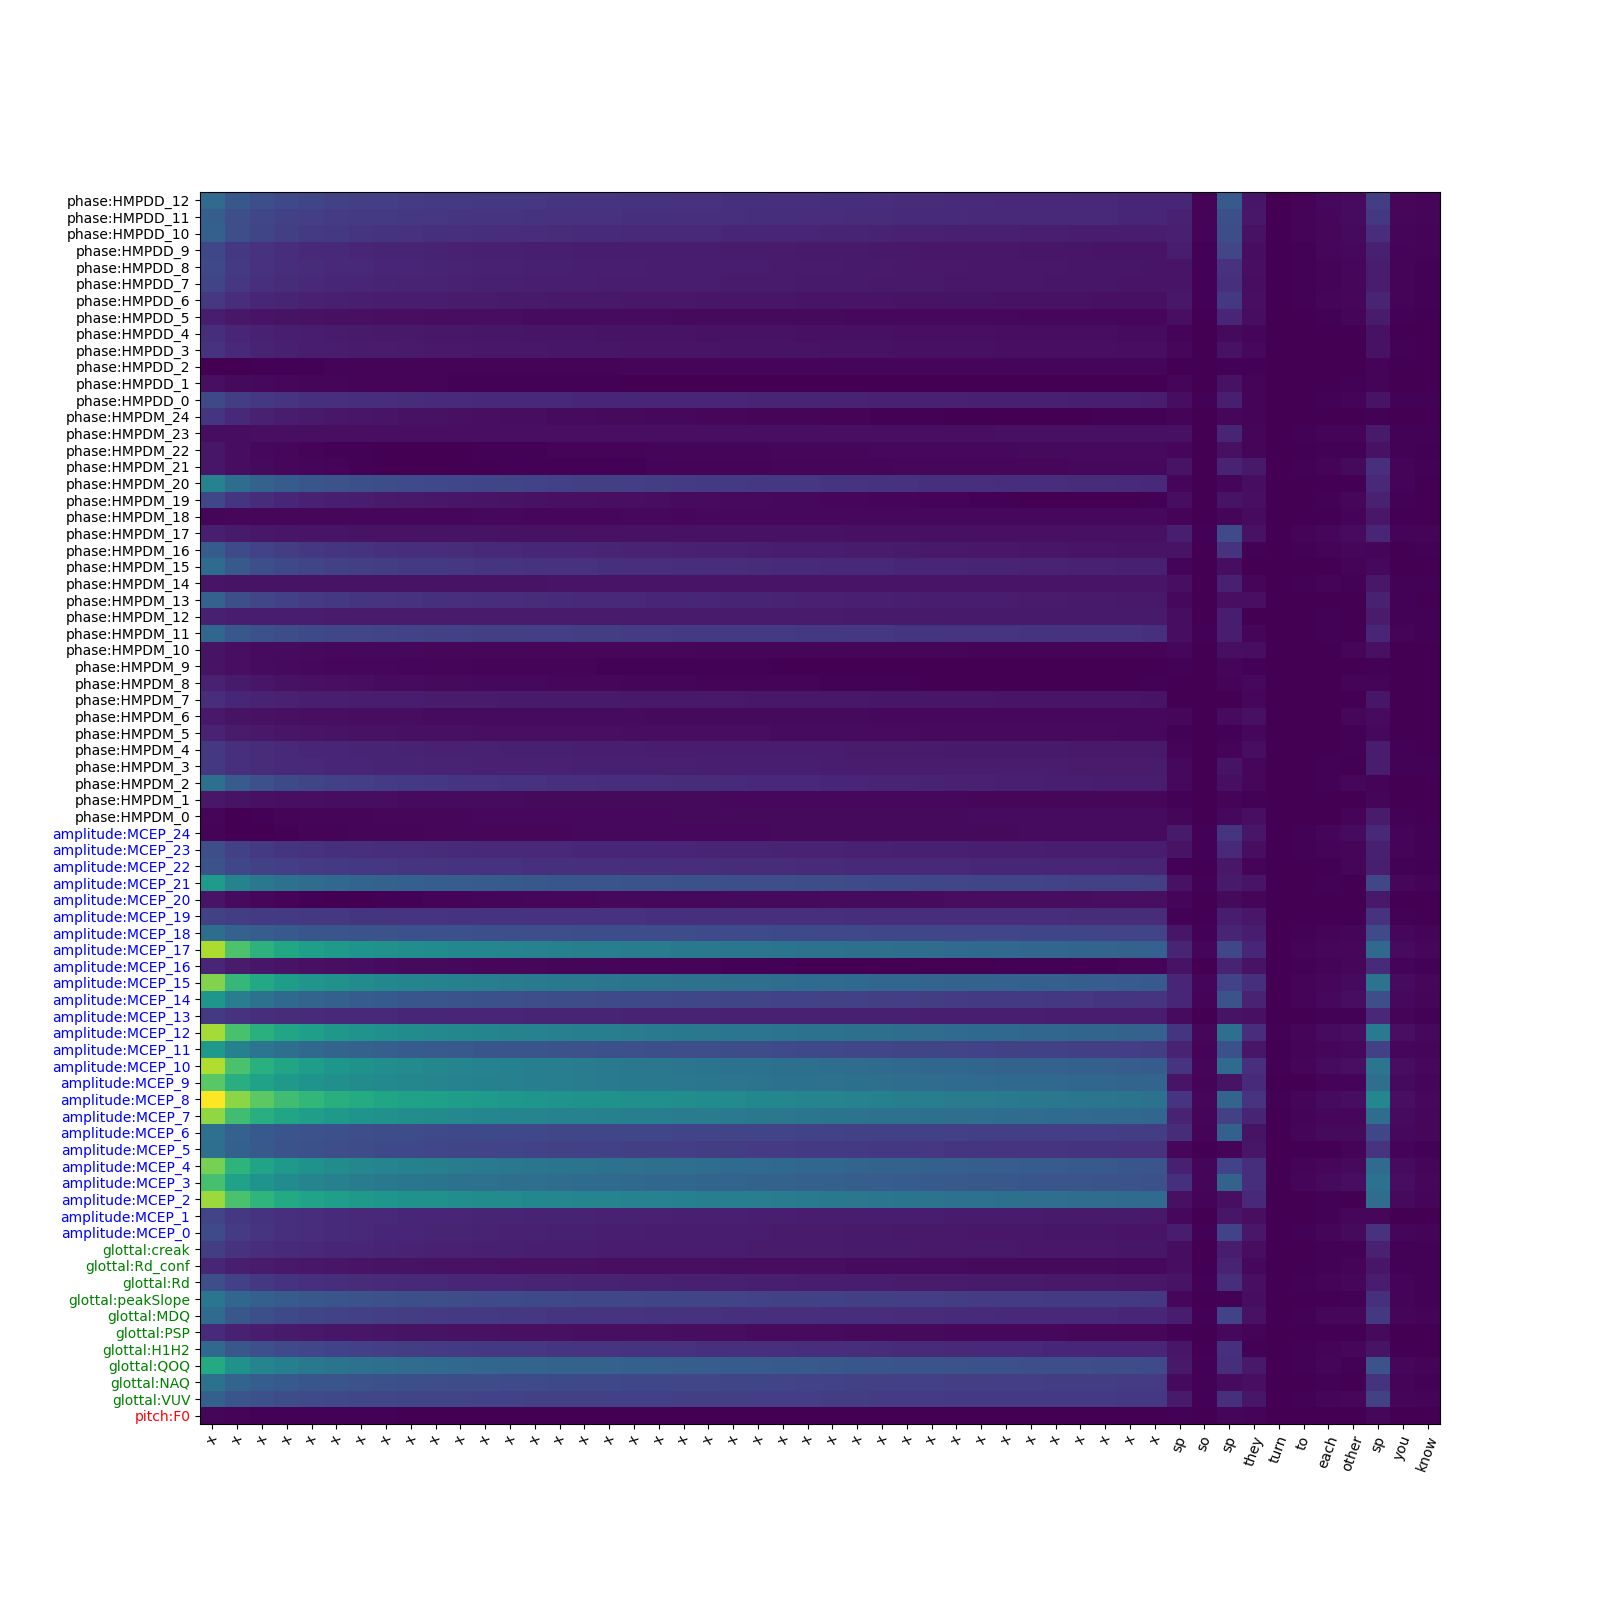 phase:HMPDD_12
phase:HMPDD_11
phase:HMPDD_10
phase:HMPDD_9
phase:HMPDD_8
phase:HMPDD_7
phase:HMPDD_6
phase:HMPDD_5
phase:HMPDD_4
phase:HMPDD_3
phase:HMPDD_2
phase:HMPDD_1
phase:HMPDD_0
phase:HMPDM_24
phase:HMPDM_23
phase:HMPDM_22
phase:HMPDM_21
phase:HMPDM_20
phase:HMPDM_19
phase:HMPDM_18
phase:HMPDM_17
phase:HMPDM_16
phase:HMPDM_15
phase:HMPDM_14
phase:HMPDM_13
phase:HMPDM_12
phase:HMPDM_11
phase:HMPDM_10
phase:HMPDM_9
phase:HMPDM_8
phase:HMPDM_7
phase:HMPDM_6
phase:HMPDM_5
phase:HMPDM_4
phase:HMPDM_3
phase:HMPDM_2
phase:HMPDM_1
phase:HMPDM_0
amplitude:MCEP_24
amplitude:MCEP_23
amplitude:MCEP_22
amplitude:MCEP_21
amplitude:MCEP_20
amplitude:MCEP_19
amplitude:MCEP_18
amplitude:MCEP_17
amplitude:MCEP_16
amplitude:MCEP_15
amplitude:MCEP_14
amplitude:MCEP_13
amplitude:MCEP_12
amplitude:MCEP_11
amplitude:MCEP_10
amplitude:MCEP_9
amplitude:MCEP_8
amplitude:MCEP_7
amplitude:MCEP_6
amplitude:MCEP_5
amplitude:MCEP_4
amplitude:MCEP_3
amplitude:MCEP_2
amplitude:MCEP_1
amplitude:MCEP_0
glottal:creak
glottal:Rd_conf
glottal:Rd
glottal:peakSlope
glottal:MDQ
glottal:PSP
glottal:H1H2
glottal:QOQ
glottal:NAQ
glottal:VUV
pitch:F0
x x x x x x x x x x x x x x x x x x x x x x x x x x x x x x x x x x x x x x x sp so sp they turn to each other sp you know